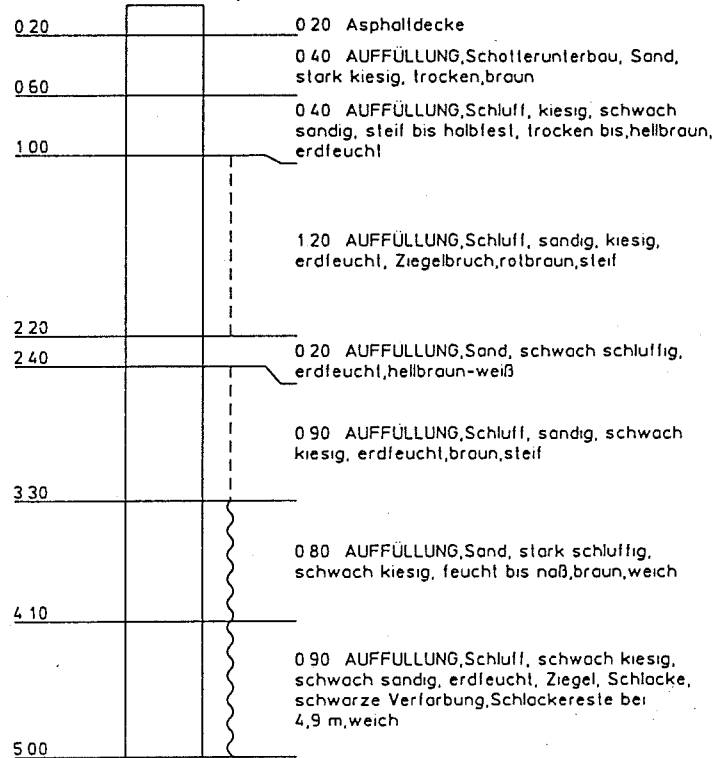 0 20
0 20 Asphaltdecke
0 40 AUFFÜLLUNG,Schotterunterbau, Sand,
stark kiesig, trocken,braun
0 60
0 40 AUFFÜLLUNG,Schluff, kiesig, schwach
sandig, steif bis halbfest, trocken bis,hellbraun,
erdfeucht
1 00
1 20 AUFFÜLLUNG,Schluff, sandig, kiesig,
erdfeucht, Ziegelbruch,rotbraun,steif
2 20
0 20 AUFFULLUNG,Sand, schwach schluffig,
erdfeucht,hellbraun-weiß
2 40
0 90 AUFFÜLLUNG,Schluff, sandig, schwach
kiesig, erdfeucht,braun,steif
3 30
0 80 AUFFÜLLUNG,Sand, stark schluffig,
schwach kiesig, feucht bis naß,braun,weich
4 10
0 90 AUFFULLUNG,Schluff, schwach kiesig,
schwach sandig, erdfeucht, Ziegel, Schlacke,
schwarze Verfarbung,Schlackereste bei
4,9 m,weich
5 00